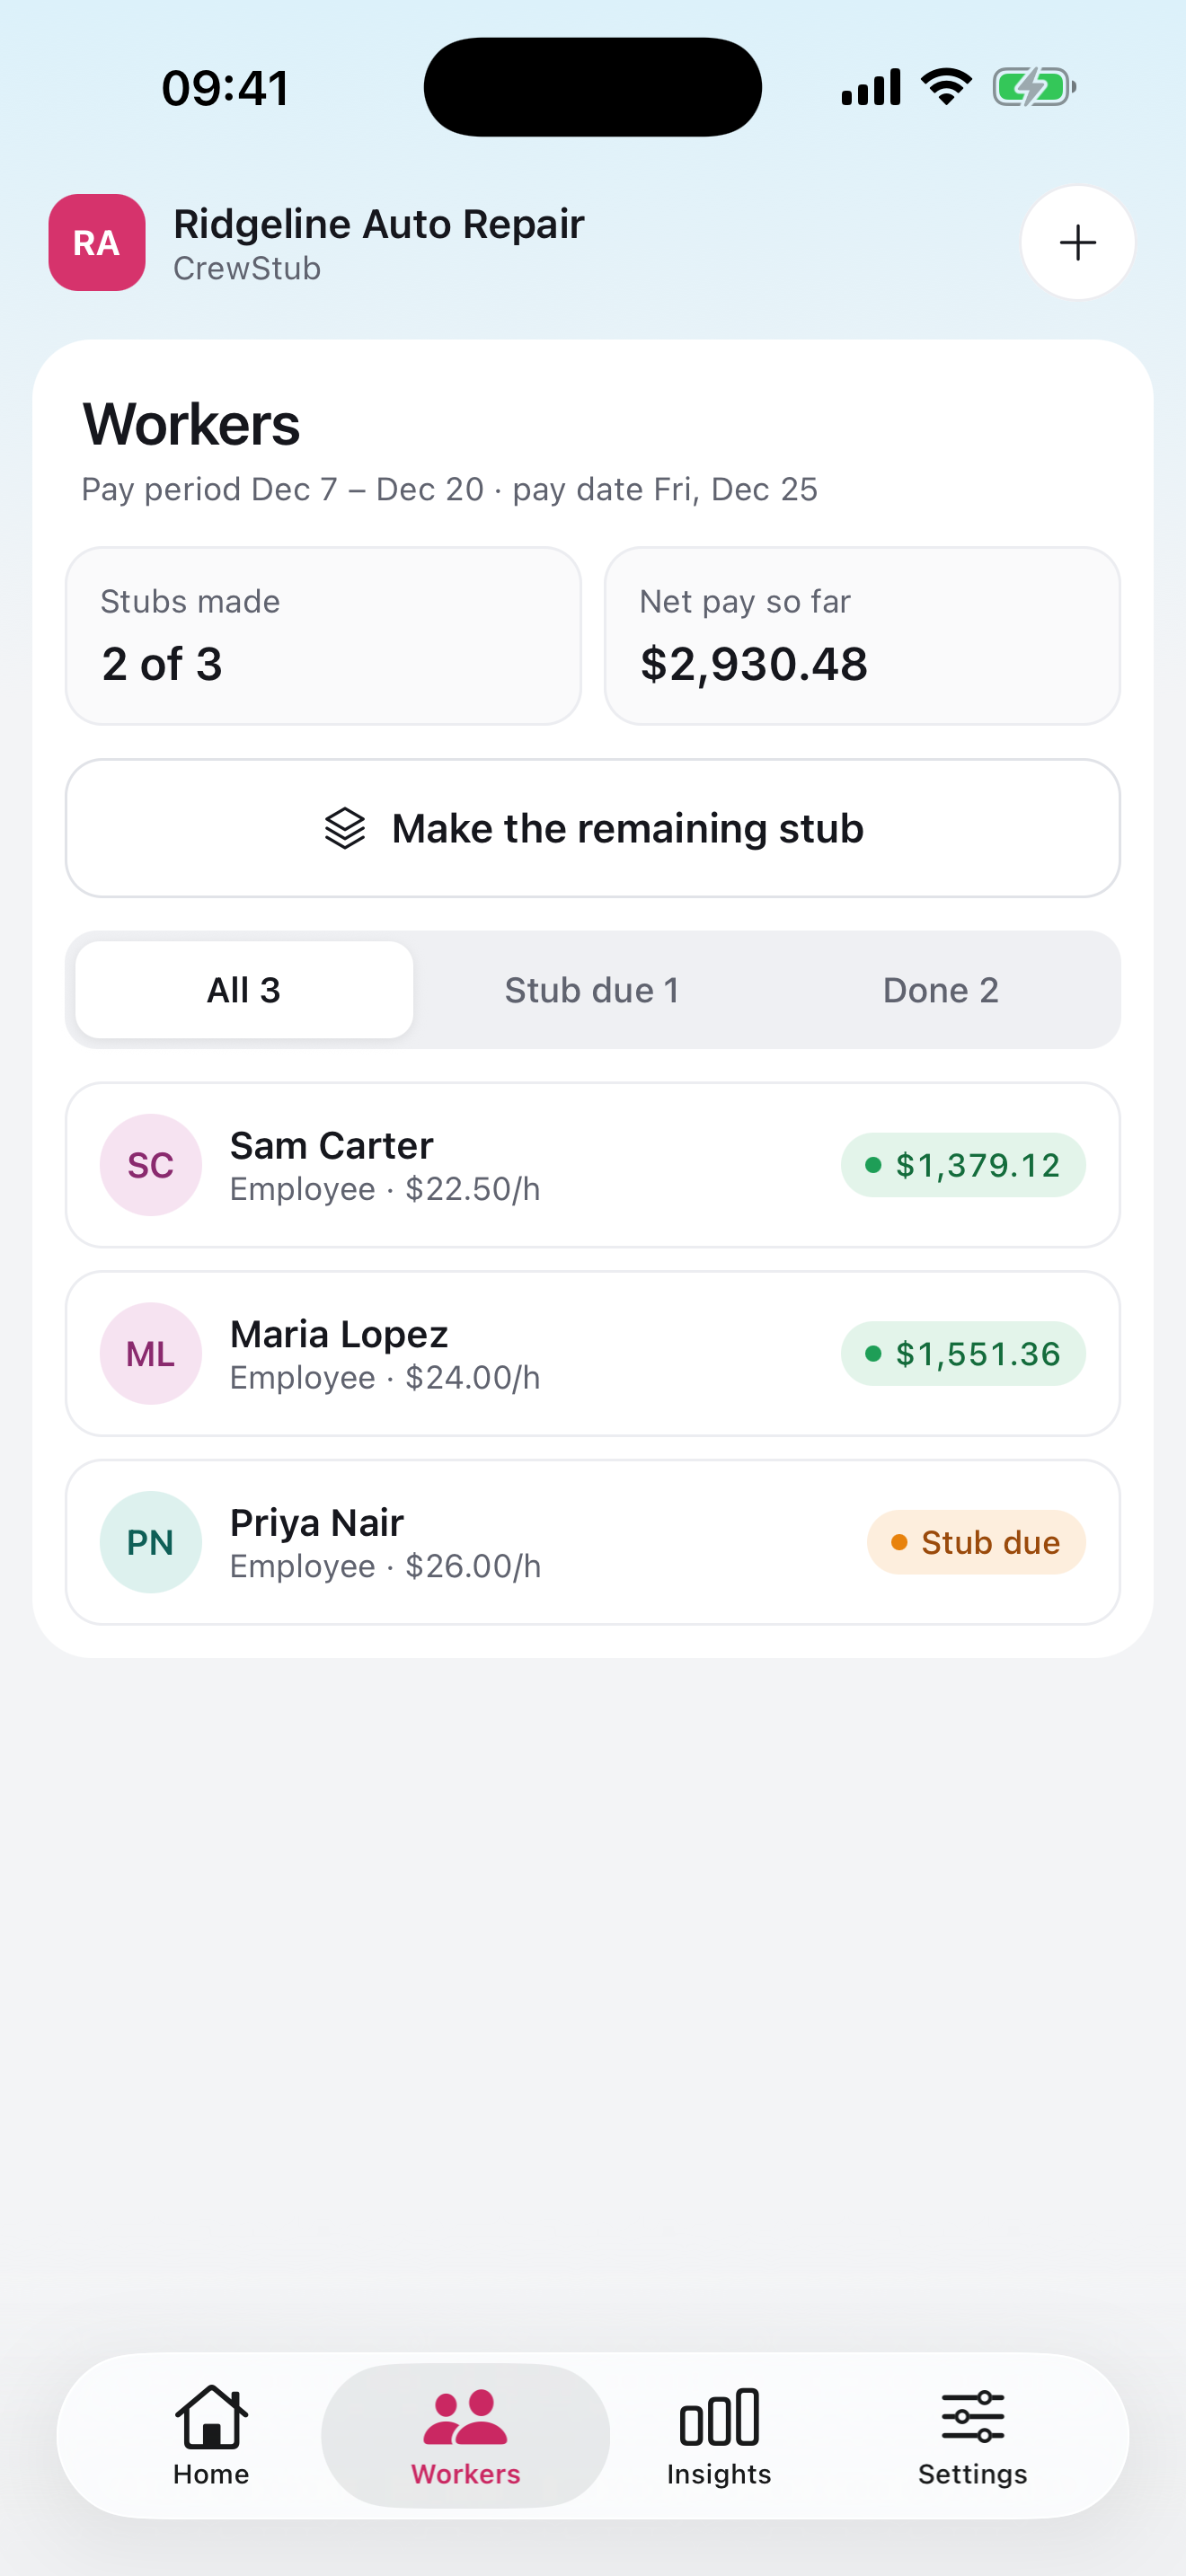 09:41
RA
Ridgeline Auto Repair
CrewStub
Workers
Pay period Dec 7 – Dec 20 · pay date Fri, Dec 25
Stubs made
2 of 3
Net pay so far
$2,930.48
Make the remaining stub
All 3
Stub due 1
Done 2
SC
Sam Carter
Employee · $22.50/h
$1,379.12
ML
Maria Lopez
Employee · $24.00/h
$1,551.36
PN
Priya Nair
Employee · $26.00/h
Stub due
Home
Workers
Insights
Settings